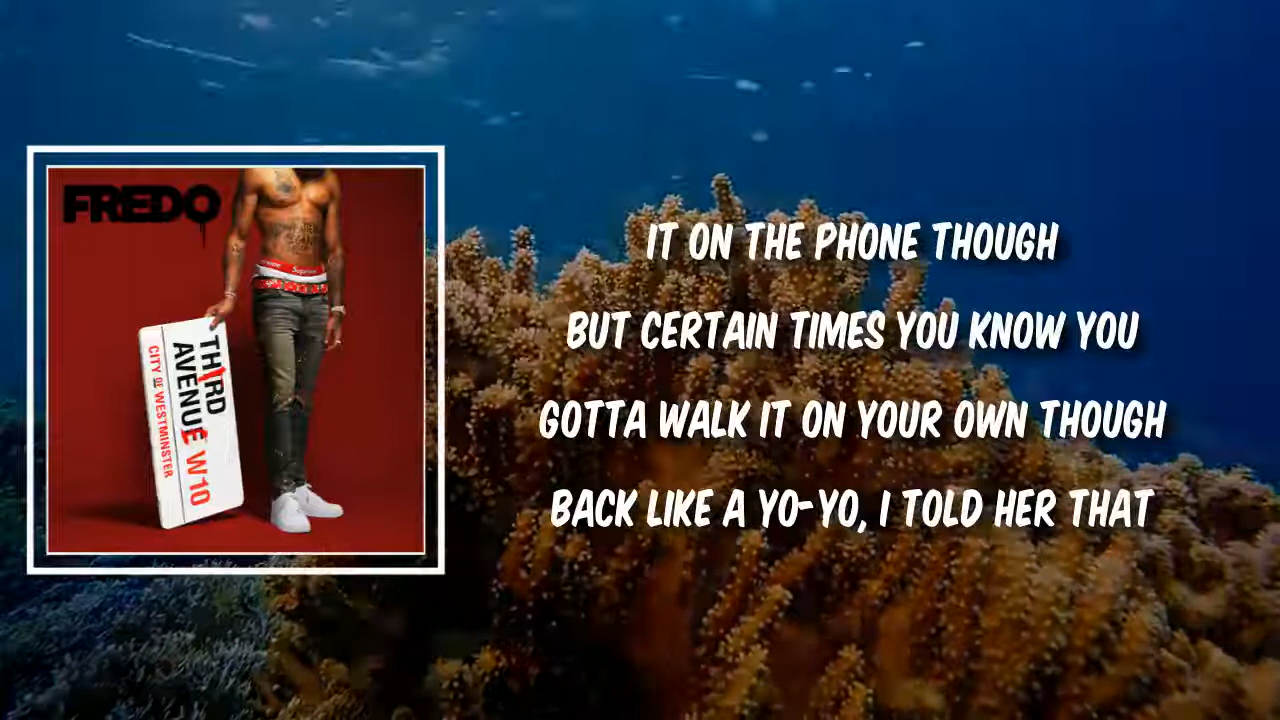 FREDO
Supreme
THIRD
AVENUE W10
CITY OF WESTMINSTER
IT ON THE PHONE THOUGH
BUT CERTAIN TIMES YOU KNOW YOU
GOTTA WALK IT ON YOUR OWN THOUGH
BACK LIKE A YO-YO, I TOLD HER THAT